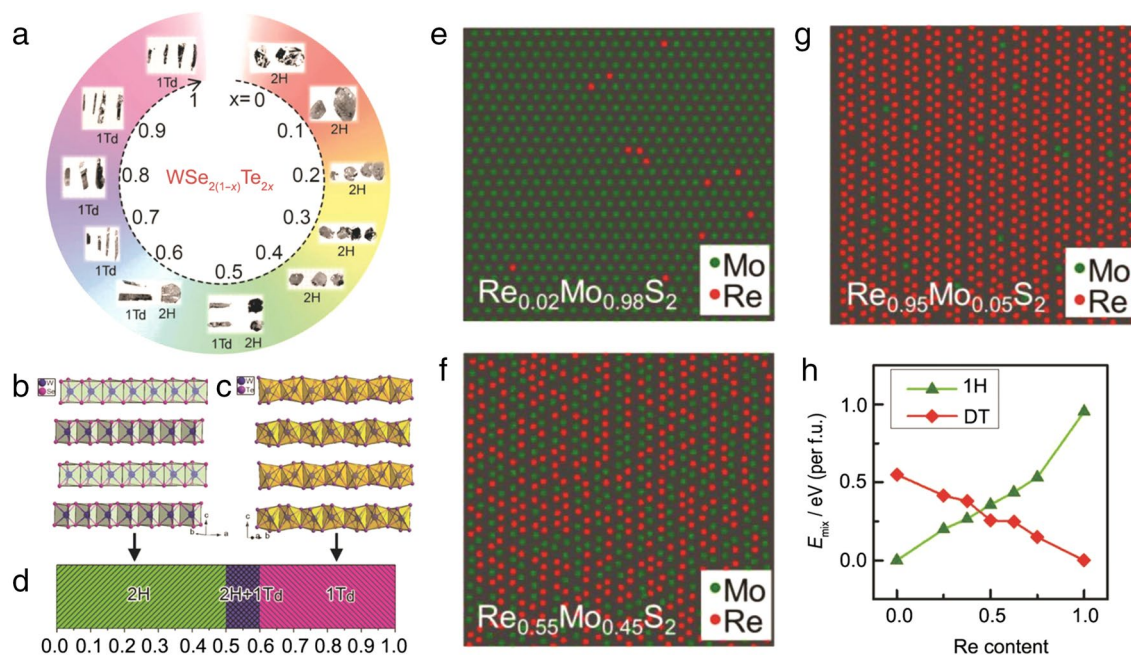 a
1Td
2H
1
x= 0
1Td
0.9
0.1
2H
1Td
0.8
WSe2(1−x)Te2x
0.2
2H
1Td
0.7
0.3
2H
0.6
0.5
0.4
2H
1Td 2H
1Td 2H
b
W
Se
c
b
a
c
W
Te
c
a
b
d
2H
2H+1Td
1Td
0.0 0.1 0.2 0.3 0.4 0.5 0.6 0.7 0.8 0.9 1.0
e
Mo
Re
Re0.02Mo0.98S2
f
Mo
Re
Re0.55Mo0.45S2
g
Mo
Re
Re0.95Mo0.05S2
h
1H
DT
Emix / eV (per f.u.)
1.0
0.5
0.0
0.0 0.5 1.0
Re content